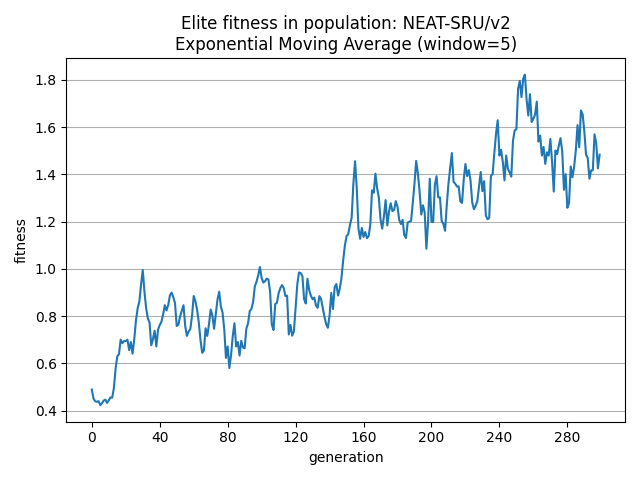 Elite fitness in population: NEAT-SRU/v2
Exponential Moving Average (window=5)
fitness
1.8
1.6
1.4
1.2
1.0
0.8
0.6
0.4
0 40 80 120 160 200 240 280
generation